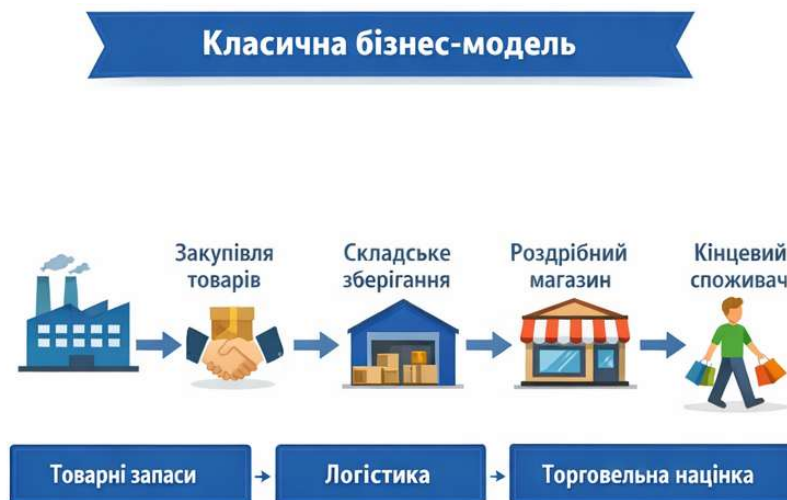 Класична бізнес-модель
Закупівля
товарів
Складське
зберігання
Роздрібний
магазин
Кінцевий
споживач
Товарні запаси
Логістика
Торговельна націнка